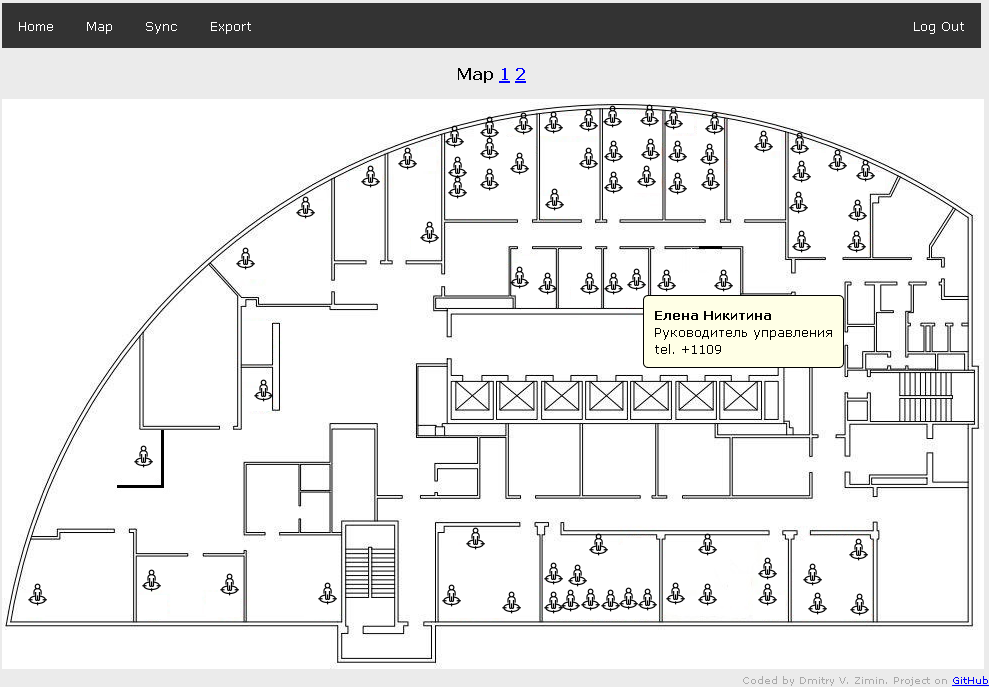 Home Map Sync Export Log Out
Map 1 2
Елена Никитина
Руководитель управления
tel. +1109
Coded by Dmitry V. Zimin. Project on GitHub